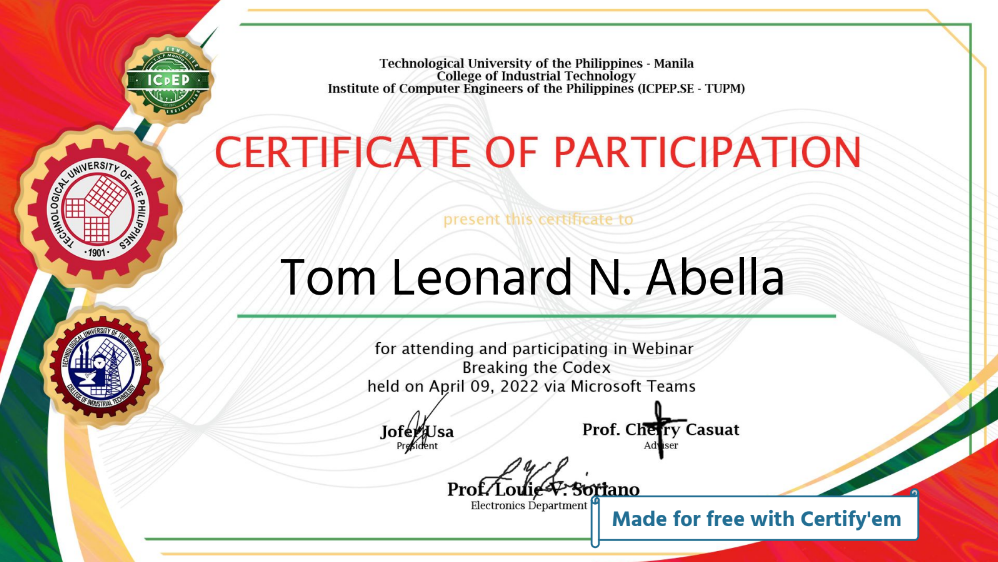 Technological University of the Philippines - Manila
College of Industrial Technology
Institute of Computer Engineers of the Philippines (ICPEP.SE - TUPM)
ICpEP
CERTIFICATE OF PARTICIPATION
TECHNOLOGICAL UNIVERSITY OF THE PHILIPPINES
· 1901 ·
present this certificate to
Tom Leonard N. Abella
TECHNOLOGICAL UNIVERSITY OF THE PHILIPPINES
COLLEGE OF INDUSTRIAL TECHNOLOGY
for attending and participating in Webinar
Breaking the Codex
held on April 09, 2022 via Microsoft Teams
Jofer Usa
President
Prof. Cherry Casuat
Adviser
Prof. Louie V. Soriano
Electronics Department
Made for free with Certify'em